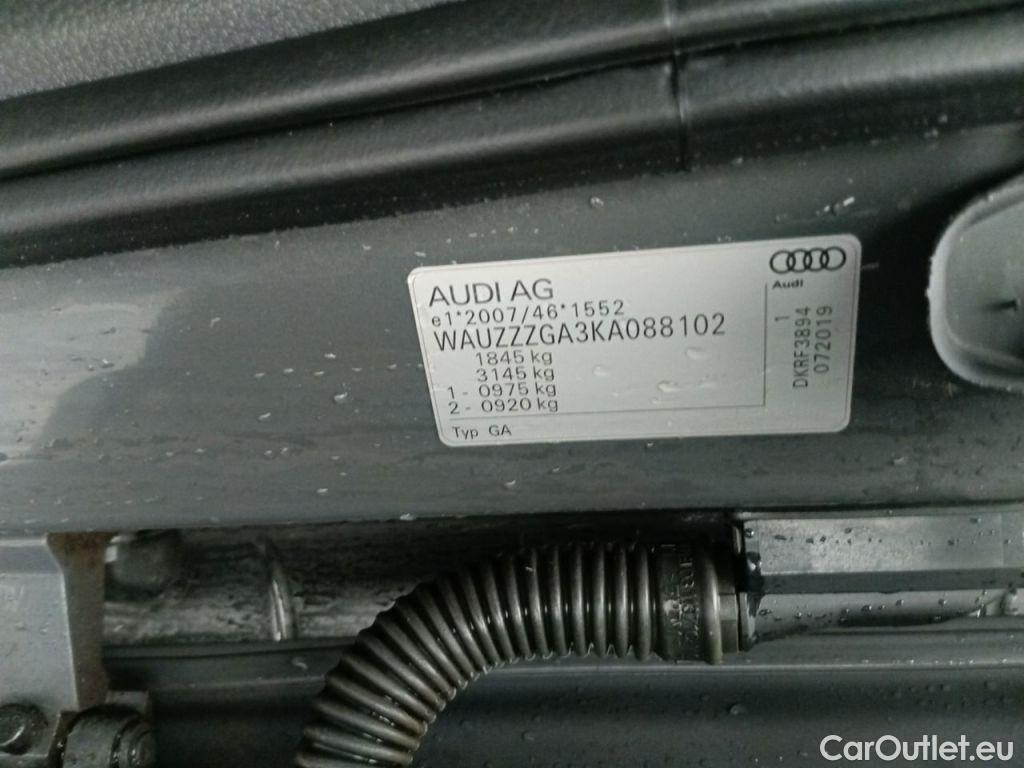 AUDI AG
e1*2007/46*1552
WAUZZZGA3KA088102
1845 kg
3145 kg
1 - 0975 kg
2 - 0920 kg
Typ GA
Audi
1
DKRF3894
072019
CarOutlet.eu